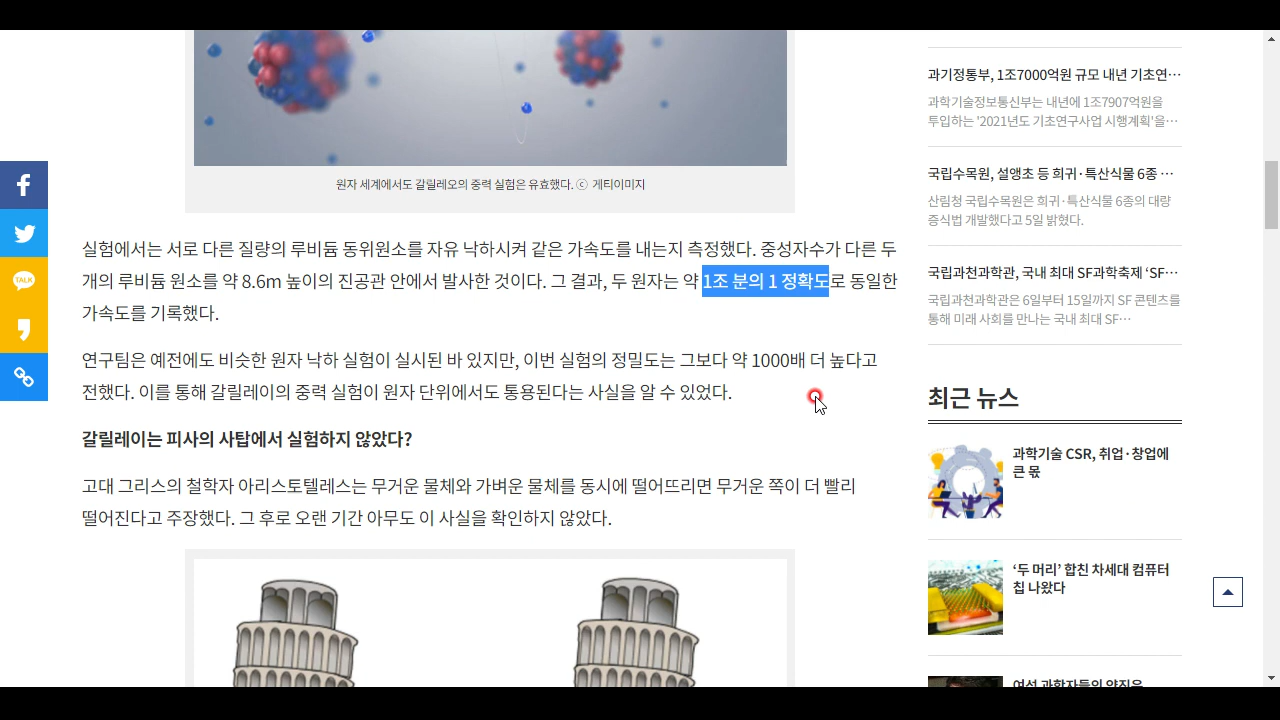 원자 세계에서도 갈릴레오의 중력 실험은 유효했다. ⓒ 게티이미지
실험에서는 서로 다른 질량의 루비듐 동위원소를 자유 낙하시켜 같은 가속도를 내는지 측정했다. 중성자수가 다른 두
개의 루비듐 원소를 약 8.6m 높이의 진공관 안에서 발사한 것이다. 그 결과, 두 원자는 약 1조 분의 1 정확도로 동일한
가속도를 기록했다.
연구팀은 예전에도 비슷한 원자 낙하 실험이 실시된 바 있지만, 이번 실험의 정밀도는 그보다 약 1000배 더 높다고
전했다. 이를 통해 갈릴레이의 중력 실험이 원자 단위에서도 통용된다는 사실을 알 수 있었다.
갈릴레이는 피사의 사탑에서 실험하지 않았다?
고대 그리스의 철학자 아리스토텔레스는 무거운 물체와 가벼운 물체를 동시에 떨어뜨리면 무거운 쪽이 더 빨리
떨어진다고 주장했다. 그 후로 오랜 기간 아무도 이 사실을 확인하지 않았다.
과기정통부, 1조7000억원 규모 내년 기초연…
과학기술정보통신부는 내년에 1조7907억원을
투입하는 '2021년도 기초연구사업 시행계획'을…
국립수목원, 설앵초 등 희귀·특산식물 6종 …
산림청 국립수목원은 희귀·특산식물 6종의 대량
증식법 개발했다고 5일 밝혔다.
국립과천과학관, 국내 최대 SF과학축제 ‘SF…
국립과천과학관은 6일부터 15일까지 SF 콘텐츠를
통해 미래 사회를 만나는 국내 최대 SF…
최근 뉴스
과학기술 CSR, 취업·창업에
큰 몫
‘두 머리’ 합친 차세대 컴퓨터
칩 나왔다
TALK